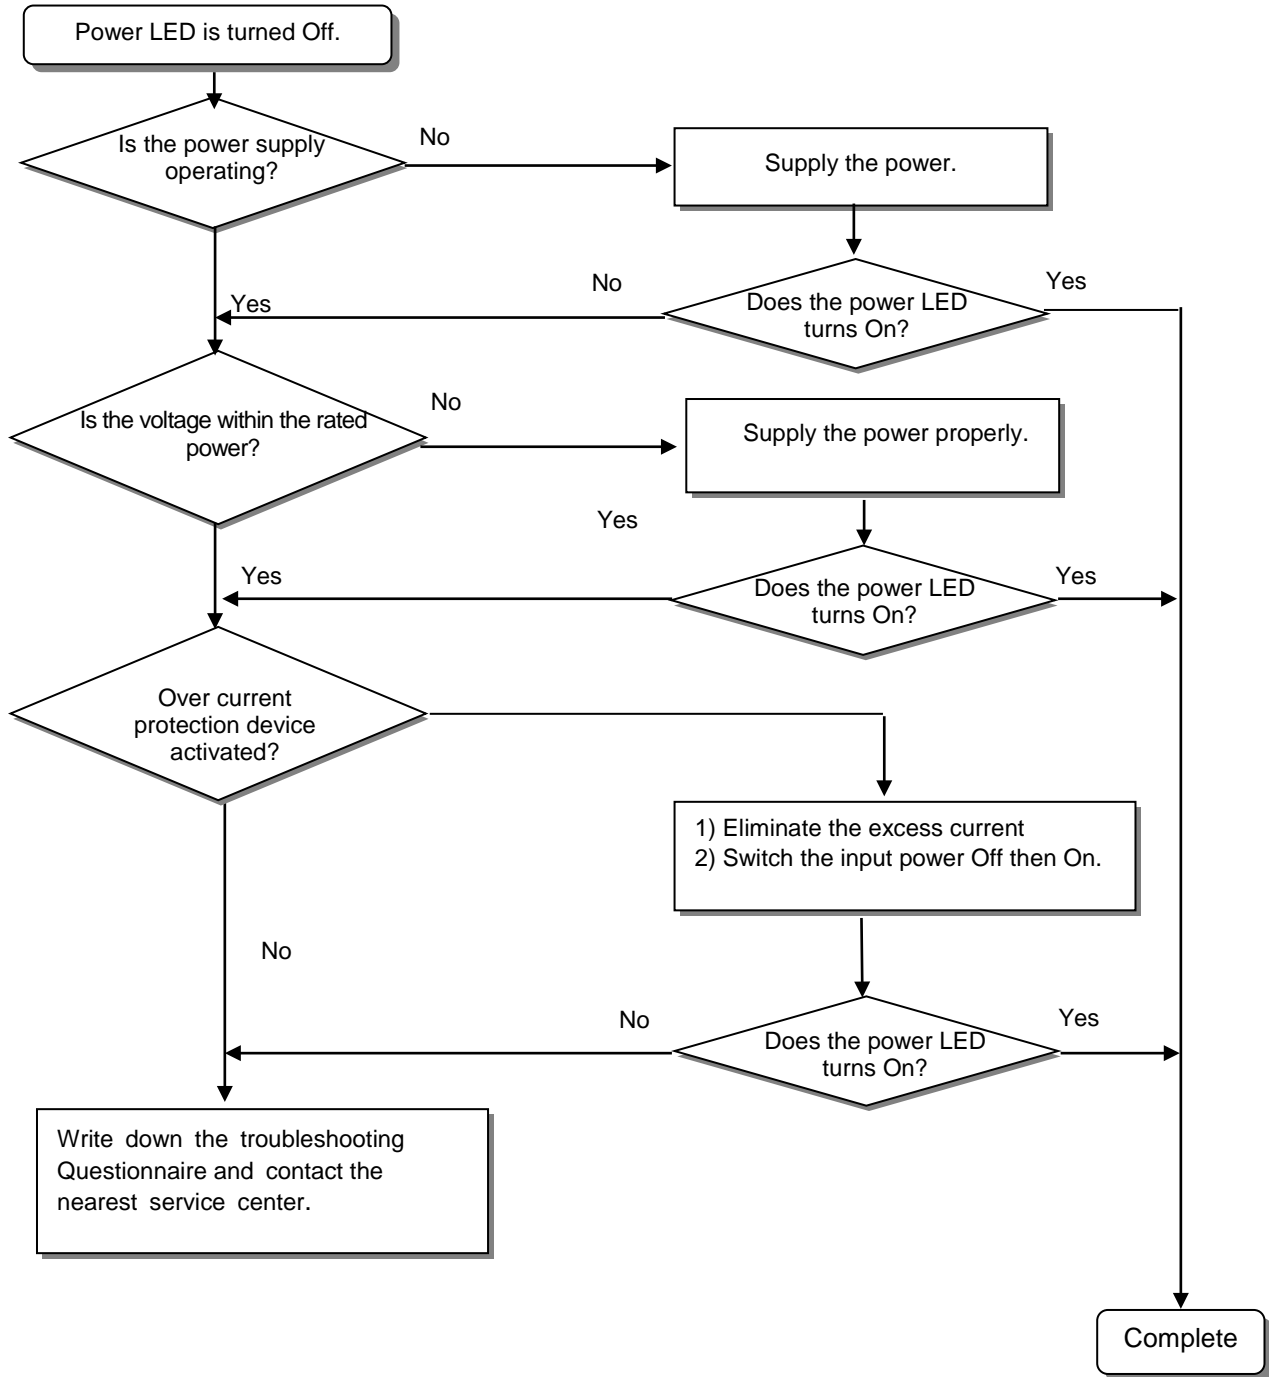 Power LED is turned Off.
Is the power supply
operating?
No
Supply the power.
Yes
No
Does the power LED
turns On?
Yes
Is the voltage within the rated
power?
No
Supply the power properly.
Yes
Yes
Does the power LED
turns On?
Yes
Over current
protection device
activated?
1) Eliminate the excess current
2) Switch the input power Off then On.
No
No
Does the power LED
turns On?
Yes
Write down the troubleshooting
Questionnaire and contact the
nearest service center.
Complete